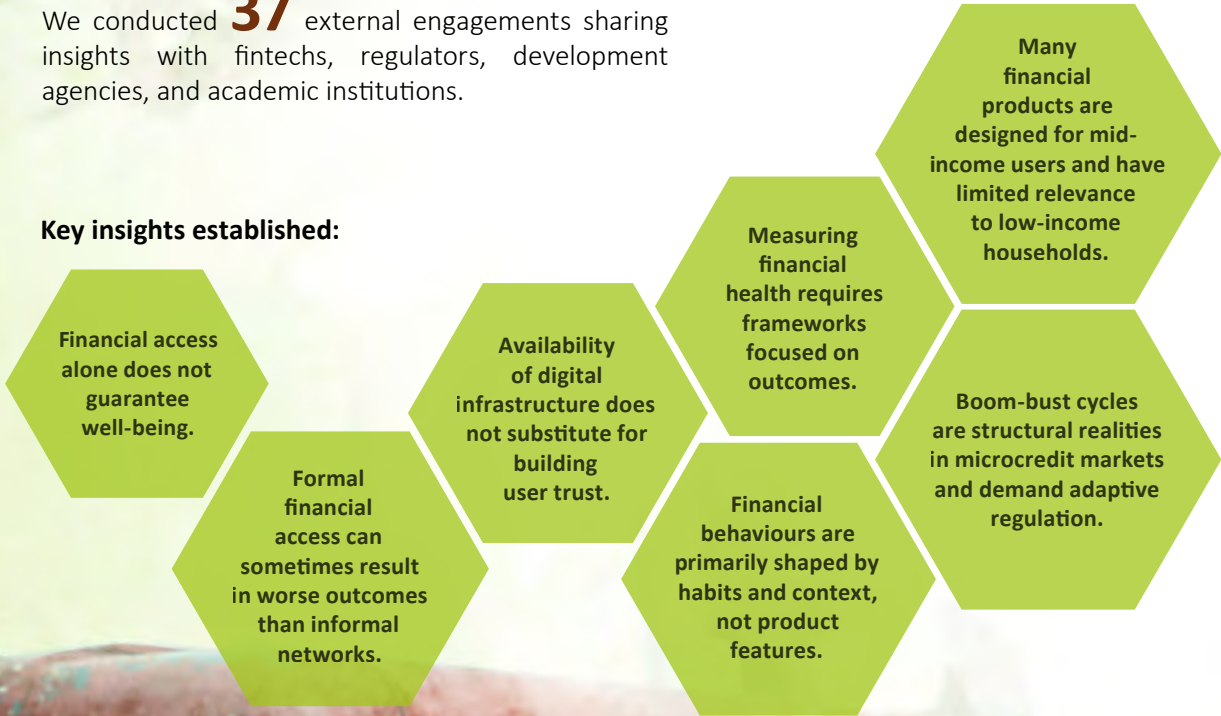 We conducted 37 external engagements sharing
insights with fintechs, regulators, development
agencies, and academic institutions.
Key insights established:
Financial access
alone does not
guarantee
well-being.
Formal
financial
access can
sometimes result
in worse outcomes
than informal
networks.
Availability
of digital
infrastructure does
not substitute for
building
user trust.
Measuring
financial
health requires
frameworks
focused on
outcomes.
Financial
behaviours are
primarily shaped by
habits and context,
not product
features.
Many
financial
products are
designed for mid-
income users and have
limited relevance
to low-income
households.
Boom-bust cycles
are structural realities
in microcredit markets
and demand adaptive
regulation.